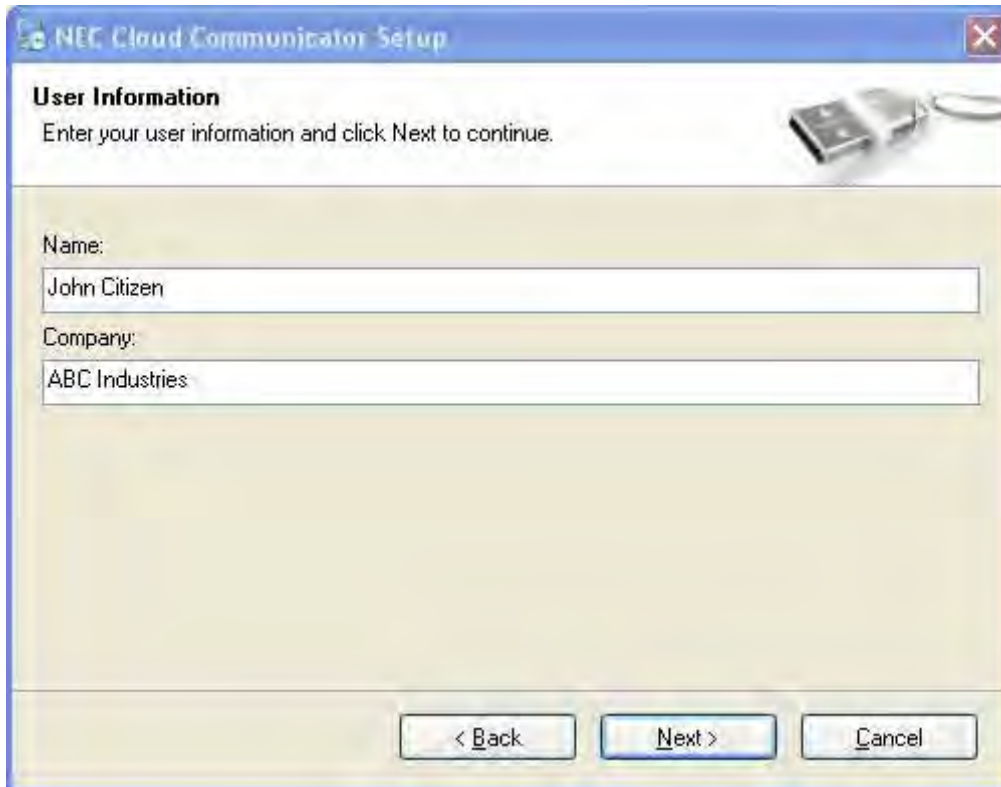 NEC Cloud Communicator Setup
User Information
Enter your user information and click Next to continue.
Name:
John Citizen
Company:
ABC Industries
< Back
Next >
Cancel